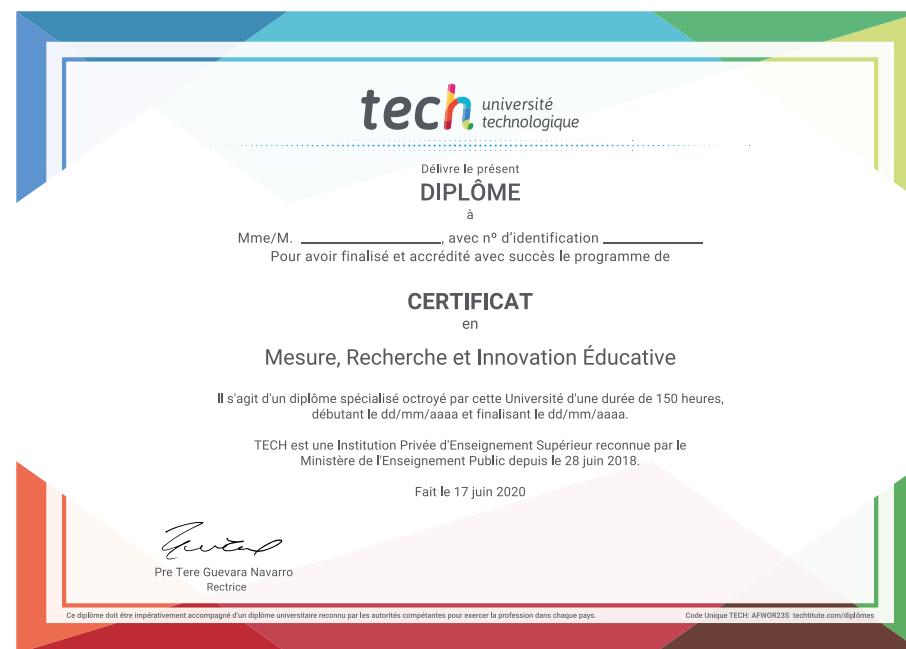 tech université
technologique
Délivre le présent
DIPLÔME
à
Mme/M. ____________________, avec nº d'identification ______________
Pour avoir finalisé et accrédité avec succès le programme de
CERTIFICAT
en
Mesure, Recherche et Innovation Éducative
Il s'agit d'un diplôme spécialisé octroyé par cette Université d'une durée de 150 heures,
débutant le dd/mm/aaaa et finalisant le dd/mm/aaaa.
TECH est une Institution Privée d'Enseignement Supérieur reconnue par le
Ministère de l'Enseignement Public depuis le 28 juin 2018.
Fait le 17 juin 2020
Pre Tere Guevara Navarro
Rectrice
Ce diplôme doit être impérativement accompagné d'un diplôme universitaire reconnu par les autorités compétantes pour exercer la profession dans chaque pays.
Code Unique TECH: AFWOR23S techtitute.com/diplômes